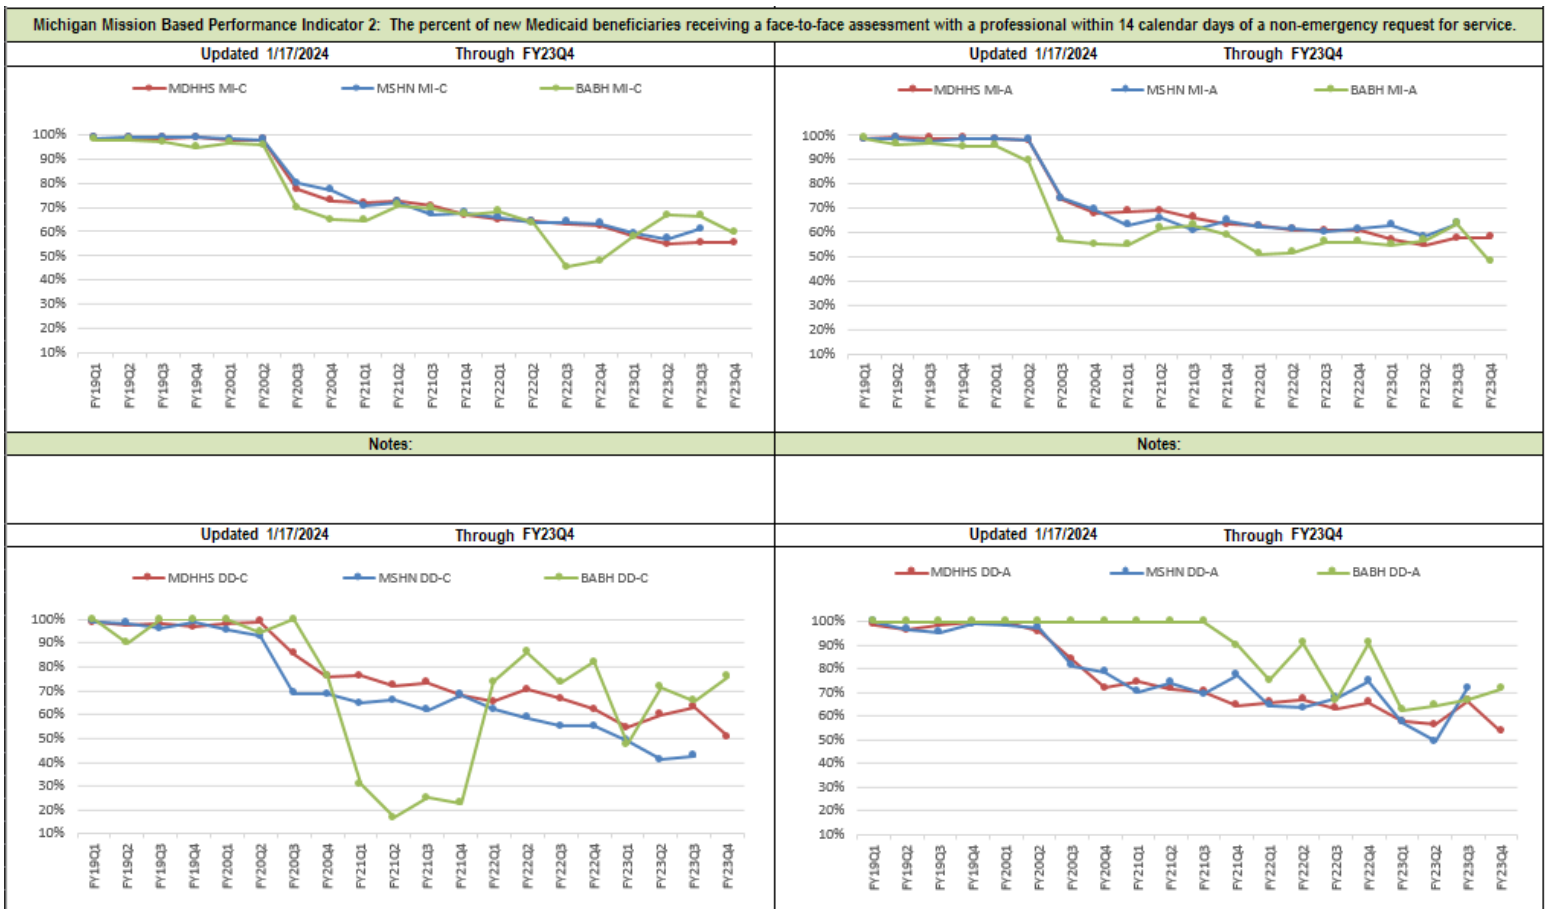 Michigan Mission Based Performance Indicator 2: The percent of new Medicaid beneficiaries receiving a face-to-face assessment with a professional within 14 calendar days of a non-emergency request for service.
Updated 1/17/2024 Through FY23Q4
MDHHS MI-C MSHN MI-C BABH MI-C
100%
90%
80%
70%
60%
50%
40%
30%
20%
10%
FY19Q1 FY19Q2 FY19Q3 FY19Q4 FY20Q1 FY20Q2 FY20Q3 FY20Q4 FY21Q1 FY21Q2 FY21Q3 FY21Q4 FY22Q1 FY22Q2 FY22Q3 FY22Q4 FY23Q1 FY23Q2 FY23Q3 FY23Q4
Updated 1/17/2024 Through FY23Q4
MDHHS MI-A MSHN MI-A BABH MI-A
100%
90%
80%
70%
60%
50%
40%
30%
20%
10%
FY19Q1 FY19Q2 FY19Q3 FY19Q4 FY20Q1 FY20Q2 FY20Q3 FY20Q4 FY21Q1 FY21Q2 FY21Q3 FY21Q4 FY22Q1 FY22Q2 FY22Q3 FY22Q4 FY23Q1 FY23Q2 FY23Q3 FY23Q4
Notes:
Notes:
Updated 1/17/2024 Through FY23Q4
MDHHS DD-C MSHN DD-C BABH DD-C
100%
90%
80%
70%
60%
50%
40%
30%
20%
10%
FY19Q1 FY19Q2 FY19Q3 FY19Q4 FY20Q1 FY20Q2 FY20Q3 FY20Q4 FY21Q1 FY21Q2 FY21Q3 FY21Q4 FY22Q1 FY22Q2 FY22Q3 FY22Q4 FY23Q1 FY23Q2 FY23Q3 FY23Q4
Updated 1/17/2024 Through FY23Q4
MDHHS DD-A MSHN DD-A BABH DD-A
100%
90%
80%
70%
60%
50%
40%
30%
20%
10%
FY19Q1 FY19Q2 FY19Q3 FY19Q4 FY20Q1 FY20Q2 FY20Q3 FY20Q4 FY21Q1 FY21Q2 FY21Q3 FY21Q4 FY22Q1 FY22Q2 FY22Q3 FY22Q4 FY23Q1 FY23Q2 FY23Q3 FY23Q4